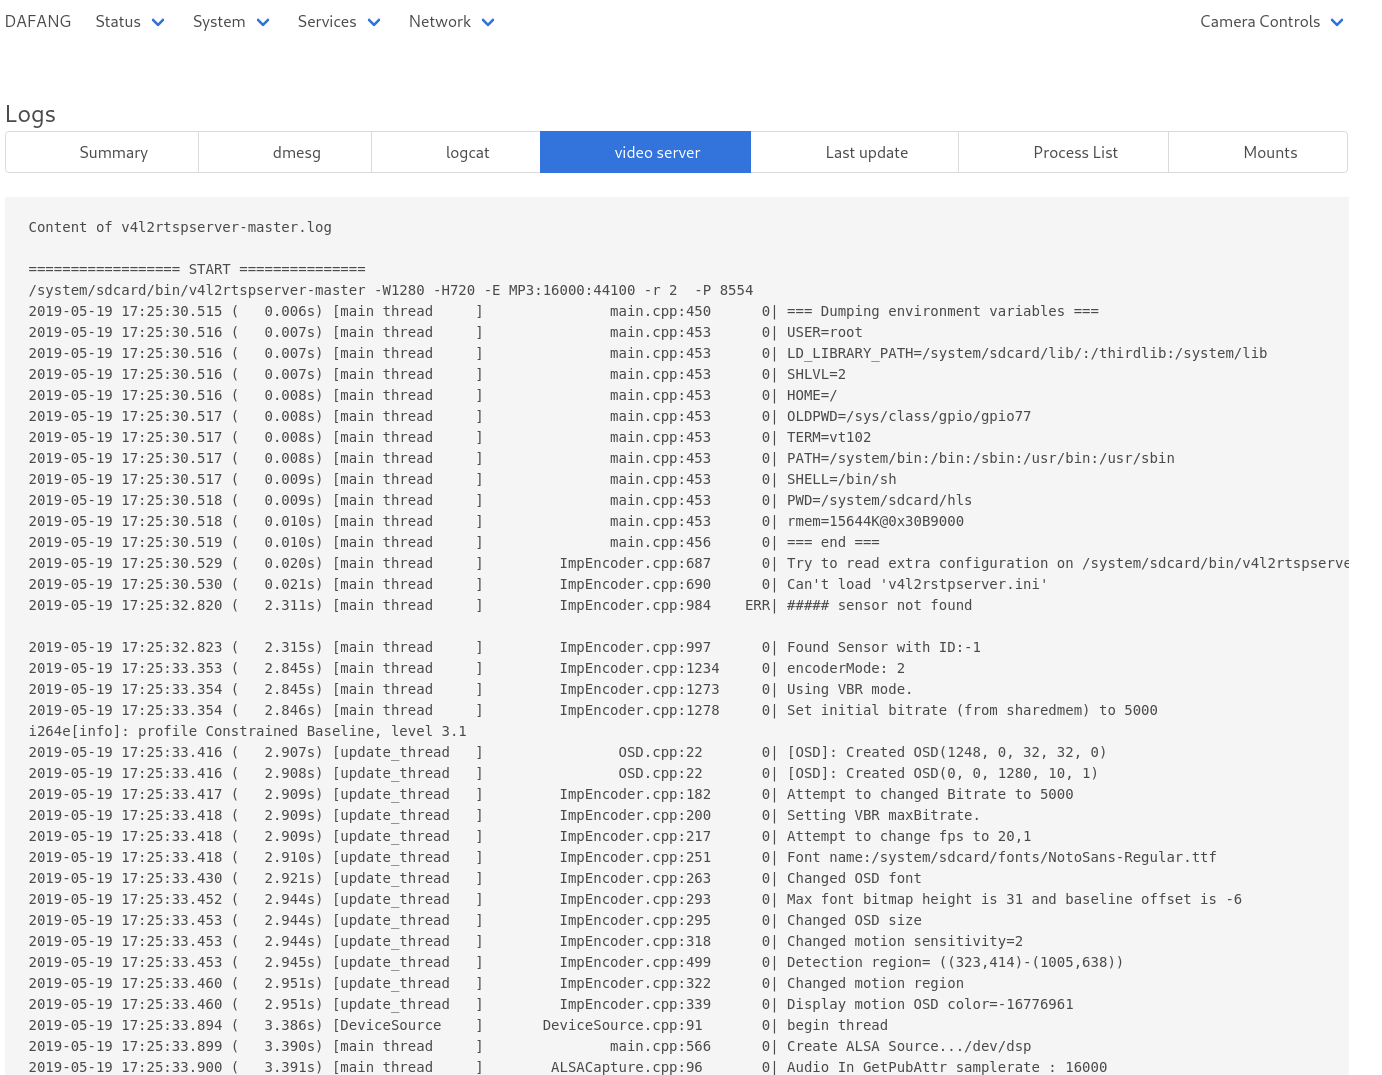 DAFANG Status System Services Network Camera Controls
Logs
Summary dmesg logcat video server Last update Process List Mounts
Content of v4l2rtspserver-master.log
================== START ===============
/system/sdcard/bin/v4l2rtspserver-master -W1280 -H720 -E MP3:16000:44100 -r 2  -P 8554
2019-05-19 17:25:30.515 (   0.006s) [main thread     ]               main.cpp:450      0| === Dumping environment variables ===
2019-05-19 17:25:30.516 (   0.007s) [main thread     ]               main.cpp:453      0| USER=root
2019-05-19 17:25:30.516 (   0.007s) [main thread     ]               main.cpp:453      0| LD_LIBRARY_PATH=/system/sdcard/lib/:/thirdlib:/system/lib
2019-05-19 17:25:30.516 (   0.007s) [main thread     ]               main.cpp:453      0| SHLVL=2
2019-05-19 17:25:30.516 (   0.008s) [main thread     ]               main.cpp:453      0| HOME=/
2019-05-19 17:25:30.517 (   0.008s) [main thread     ]               main.cpp:453      0| OLDPWD=/sys/class/gpio/gpio77
2019-05-19 17:25:30.517 (   0.008s) [main thread     ]               main.cpp:453      0| TERM=vt102
2019-05-19 17:25:30.517 (   0.008s) [main thread     ]               main.cpp:453      0| PATH=/system/bin:/bin:/sbin:/usr/bin:/usr/sbin
2019-05-19 17:25:30.517 (   0.009s) [main thread     ]               main.cpp:453      0| SHELL=/bin/sh
2019-05-19 17:25:30.518 (   0.009s) [main thread     ]               main.cpp:453      0| PWD=/system/sdcard/hls
2019-05-19 17:25:30.518 (   0.010s) [main thread     ]               main.cpp:453      0| rmem=15644K@0x30B9000
2019-05-19 17:25:30.519 (   0.010s) [main thread     ]               main.cpp:456      0| === end ===
2019-05-19 17:25:30.529 (   0.020s) [main thread     ]         ImpEncoder.cpp:687      0| Try to read extra configuration on /system/sdcard/bin/v4l2rtspserve
2019-05-19 17:25:30.530 (   0.021s) [main thread     ]         ImpEncoder.cpp:690      0| Can't load 'v4l2rstpserver.ini'
2019-05-19 17:25:32.820 (   2.311s) [main thread     ]         ImpEncoder.cpp:984    ERR| ##### sensor not found
2019-05-19 17:25:32.823 (   2.315s) [main thread     ]         ImpEncoder.cpp:997      0| Found Sensor with ID:-1
2019-05-19 17:25:33.353 (   2.845s) [main thread     ]         ImpEncoder.cpp:1234     0| encoderMode: 2
2019-05-19 17:25:33.354 (   2.845s) [main thread     ]         ImpEncoder.cpp:1273     0| Using VBR mode.
2019-05-19 17:25:33.354 (   2.846s) [main thread     ]         ImpEncoder.cpp:1278     0| Set initial bitrate (from sharedmem) to 5000
i264e[info]: profile Constrained Baseline, level 3.1
2019-05-19 17:25:33.416 (   2.907s) [update_thread   ]                OSD.cpp:22       0| [OSD]: Created OSD(1248, 0, 32, 32, 0)
2019-05-19 17:25:33.416 (   2.908s) [update_thread   ]                OSD.cpp:22       0| [OSD]: Created OSD(0, 0, 1280, 10, 1)
2019-05-19 17:25:33.417 (   2.909s) [update_thread   ]         ImpEncoder.cpp:182      0| Attempt to changed Bitrate to 5000
2019-05-19 17:25:33.418 (   2.909s) [update_thread   ]         ImpEncoder.cpp:200      0| Setting VBR maxBitrate.
2019-05-19 17:25:33.418 (   2.909s) [update_thread   ]         ImpEncoder.cpp:217      0| Attempt to change fps to 20,1
2019-05-19 17:25:33.418 (   2.910s) [update_thread   ]         ImpEncoder.cpp:251      0| Font name:/system/sdcard/fonts/NotoSans-Regular.ttf
2019-05-19 17:25:33.430 (   2.921s) [update_thread   ]         ImpEncoder.cpp:263      0| Changed OSD font
2019-05-19 17:25:33.452 (   2.944s) [update_thread   ]         ImpEncoder.cpp:293      0| Max font bitmap height is 31 and baseline offset is -6
2019-05-19 17:25:33.453 (   2.944s) [update_thread   ]         ImpEncoder.cpp:295      0| Changed OSD size
2019-05-19 17:25:33.453 (   2.944s) [update_thread   ]         ImpEncoder.cpp:318      0| Changed motion sensitivity=2
2019-05-19 17:25:33.453 (   2.945s) [update_thread   ]         ImpEncoder.cpp:499      0| Detection region= ((323,414)-(1005,638))
2019-05-19 17:25:33.460 (   2.951s) [update_thread   ]         ImpEncoder.cpp:322      0| Changed motion region
2019-05-19 17:25:33.460 (   2.951s) [update_thread   ]         ImpEncoder.cpp:339      0| Display motion OSD color=-16776961
2019-05-19 17:25:33.894 (   3.386s) [DeviceSource    ]       DeviceSource.cpp:91       0| begin thread
2019-05-19 17:25:33.899 (   3.390s) [main thread     ]               main.cpp:566      0| Create ALSA Source.../dev/dsp
2019-05-19 17:25:33.900 (   3.391s) [main thread     ]        ALSACapture.cpp:96       0| Audio In GetPubAttr samplerate : 16000